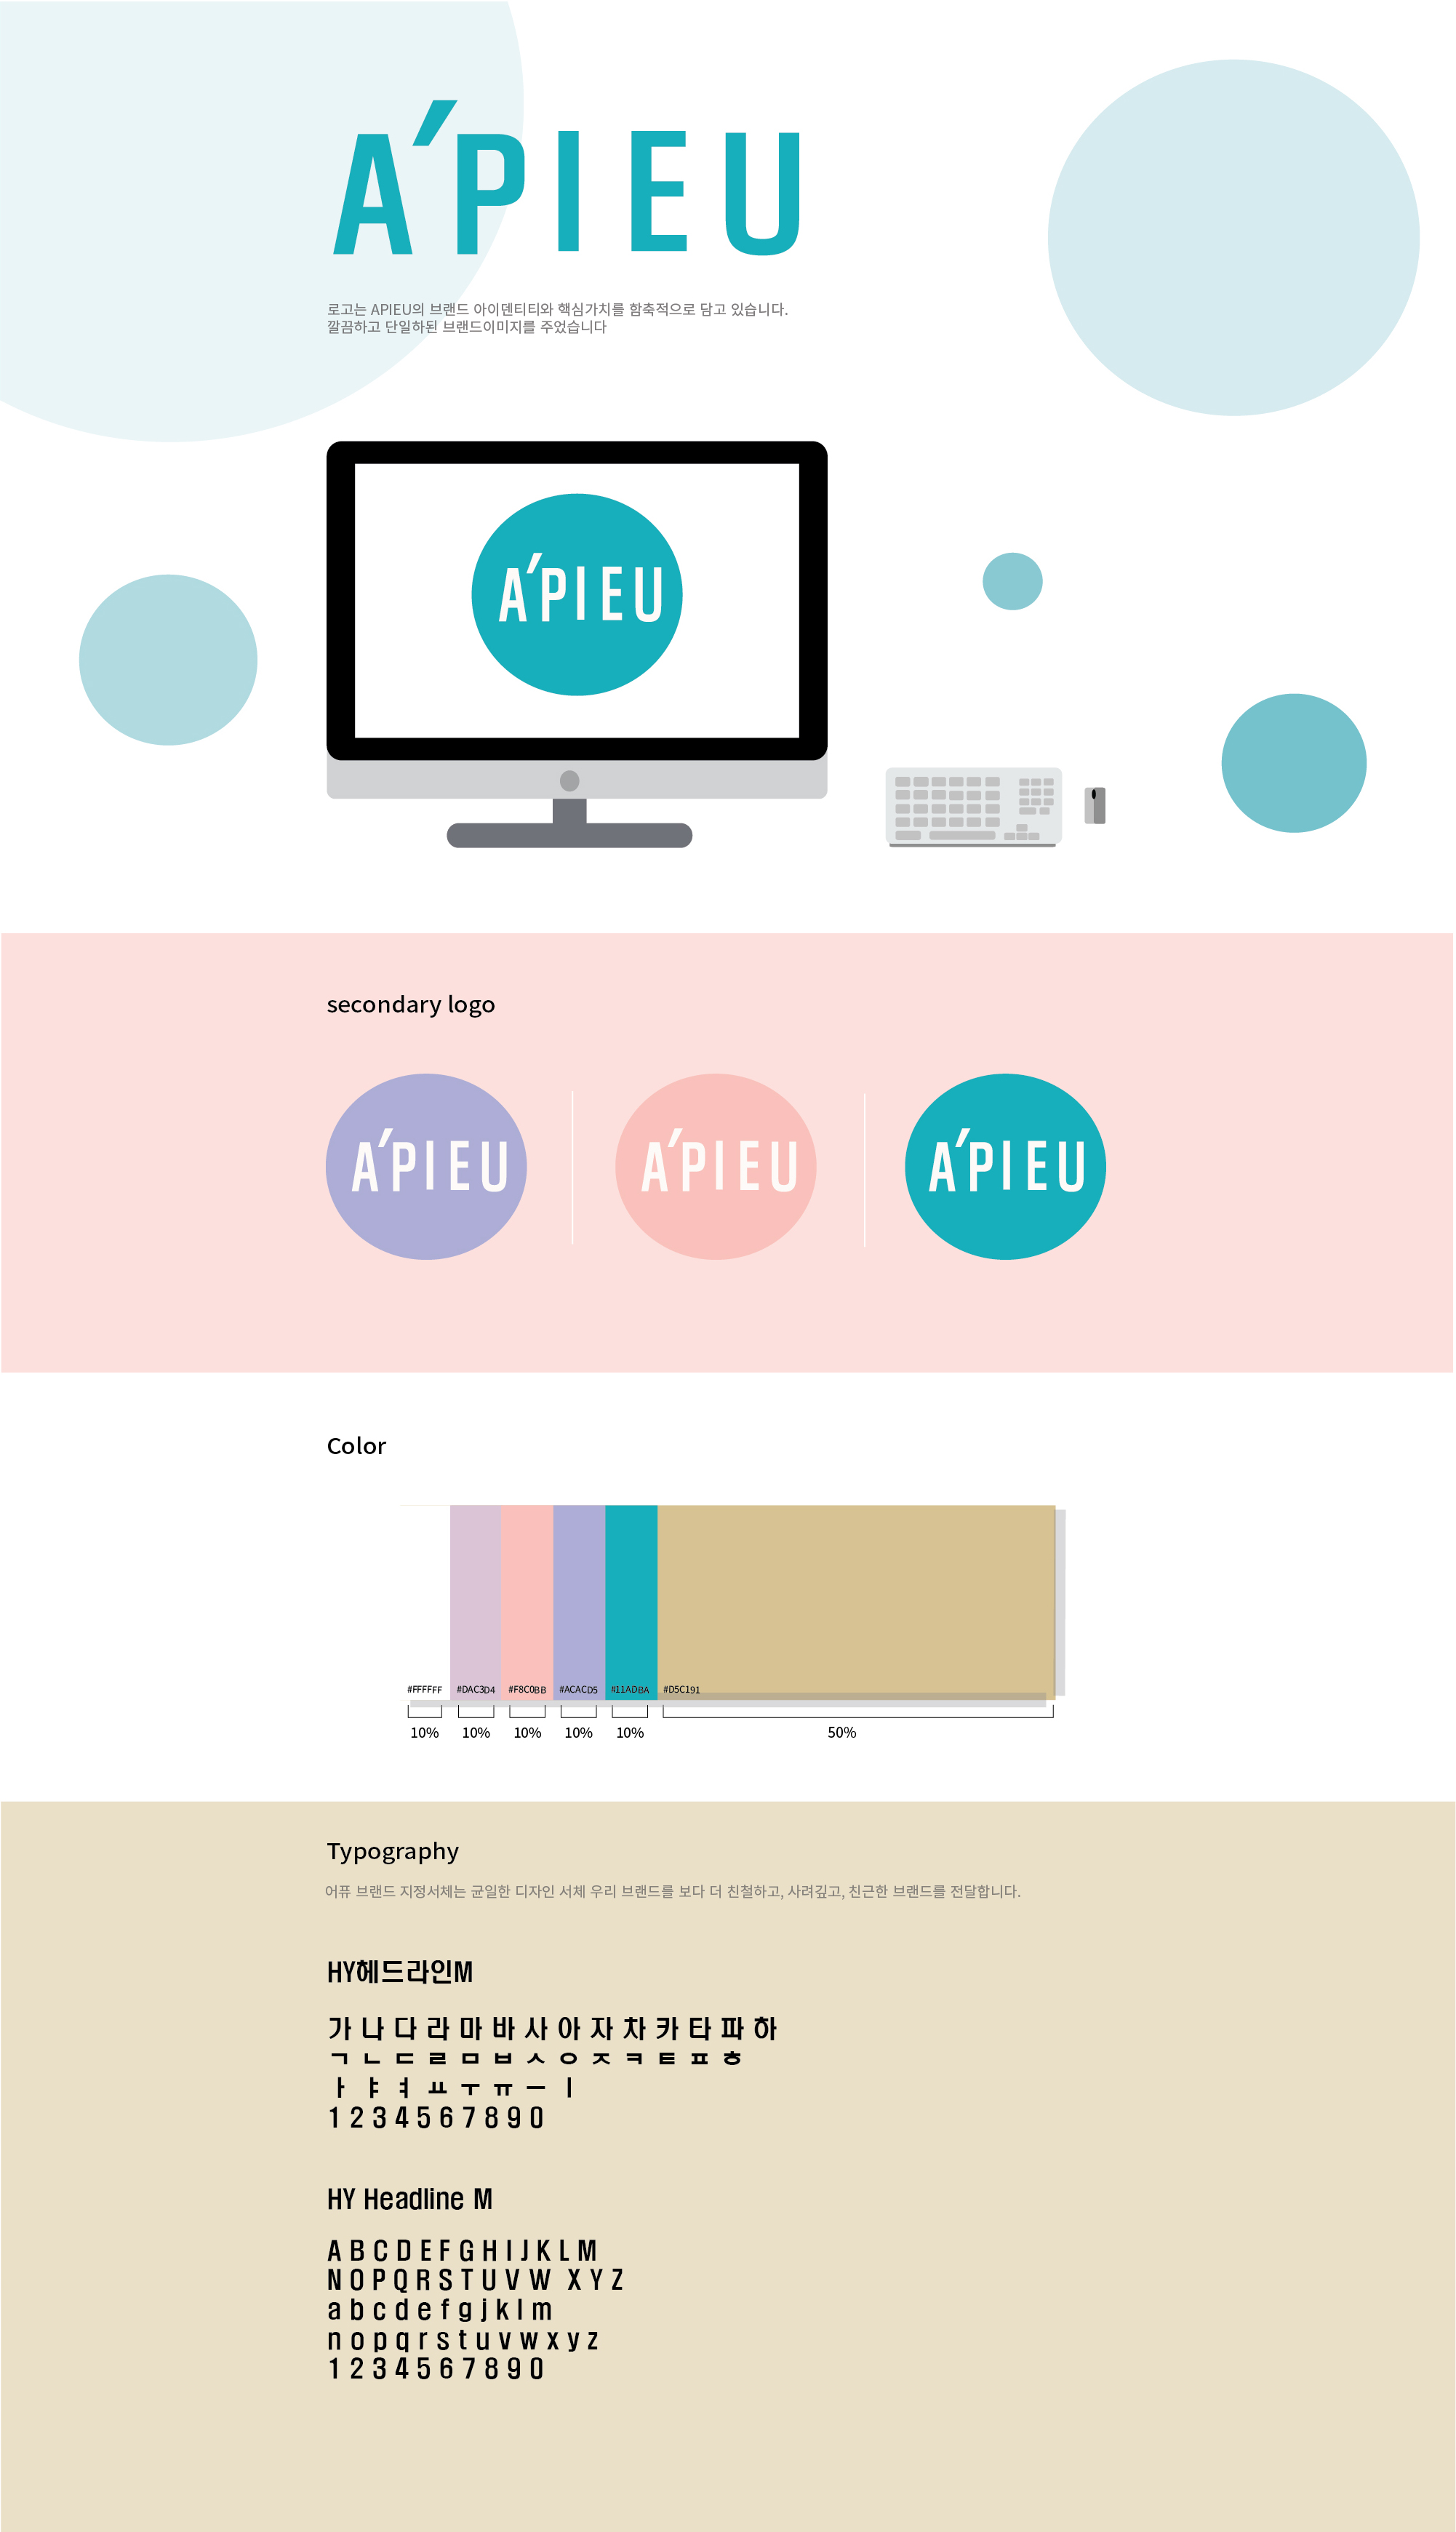 A'PIEU
로고는 APIEU의 브랜드 아이덴티티와 핵심가치를 함축적으로 담고 있습니다.
깔끔하고 단일하된 브랜드이미지를 주었습니다
A'PIEU
secondary logo
A'PIEU
A'PIEU
A'PIEU
Color
#FFFFFF #DAC3D4 #F8C0BB #ACACD5 #11ADBA #D5C191
10% 10% 10% 10% 10% 50%
Typography
어퓨 브랜드 지정서체는 균일한 디자인 서체 우리 브랜드를 보다 더 친철하고, 사려깊고, 친근한 브랜드를 전달합니다.
HY헤드라인M
가 나 다 라 마 바 사 아 자 차 카 타 파 하
ㄱ ㄴ ㄷ ㄹ ㅁ ㅂ ㅅ ㅇ ㅈ ㅋ ㅌ ㅍ ㅎ
ㅏ ㅑ ㅕ ㅛ ㅜ ㅠ ㅡ ㅣ
1 2 3 4 5 6 7 8 9 0
HY Headline M
A B C D E F G H I J K L M
N O P Q R S T U V W X Y Z
a b c d e f g j k l m
n o p q r s t u v w x y z
1 2 3 4 5 6 7 8 9 0